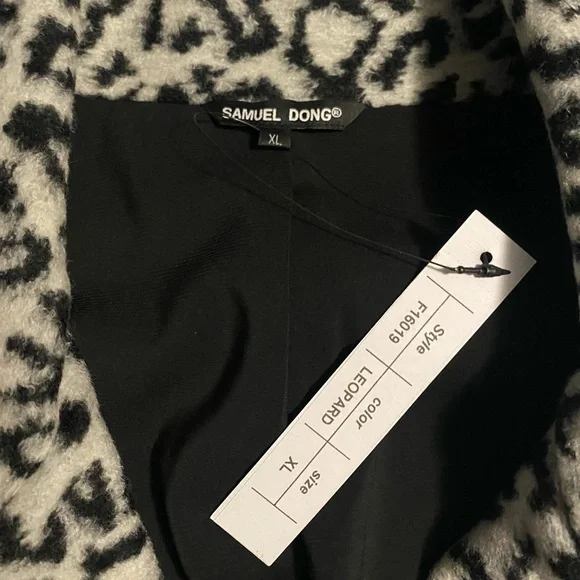 SAMUEL DONG®
XL
Style
F16019
color
LEOPARD
size
XL